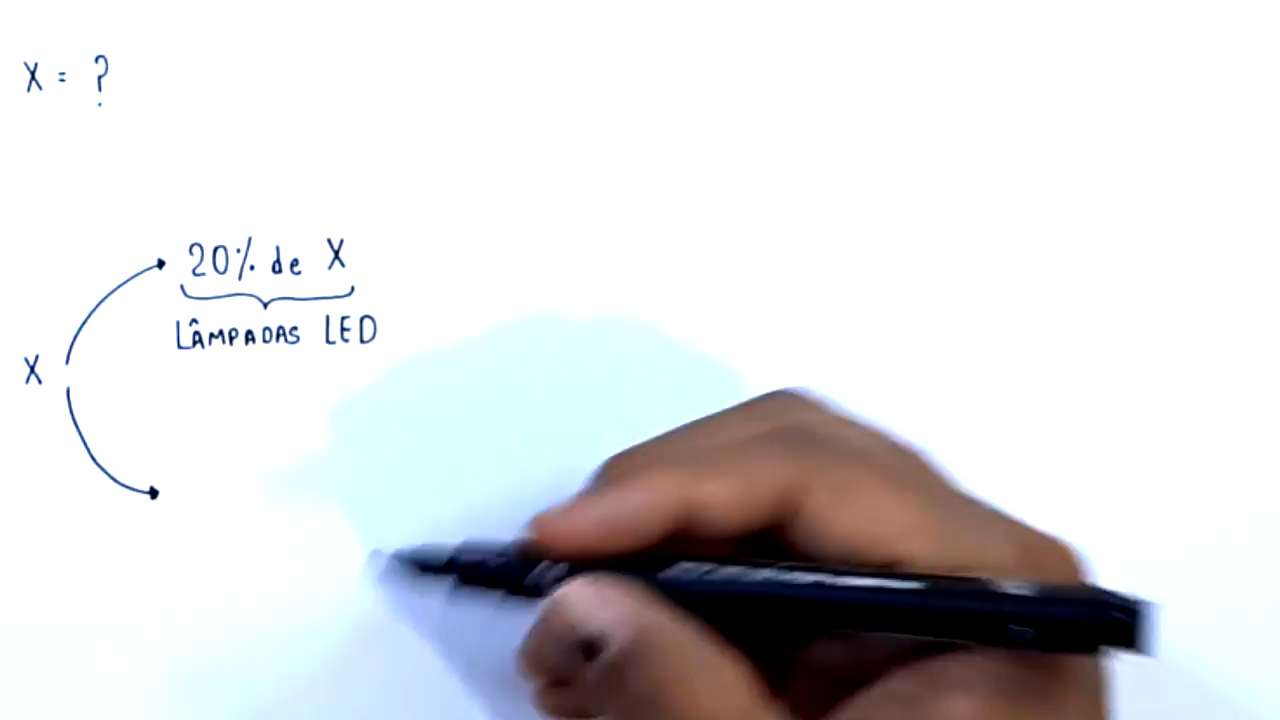 X = ?
20% de X
LÂMPADAS LED
X